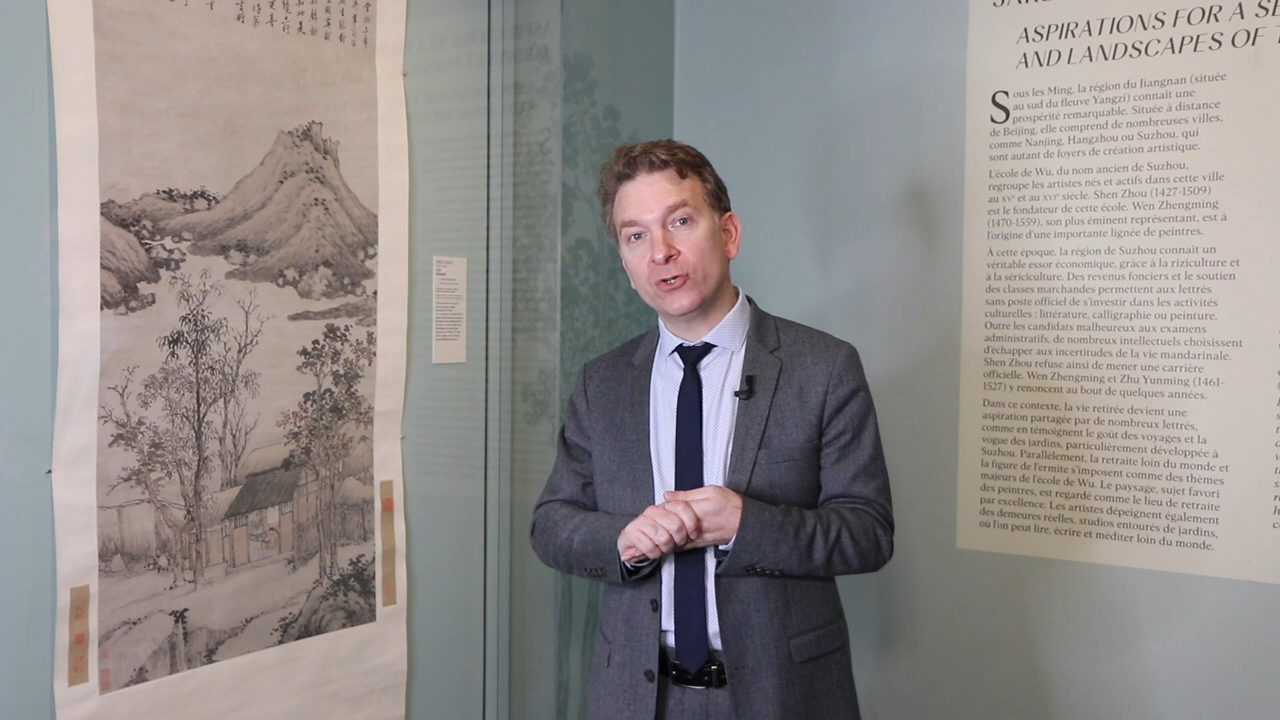 ASPIRATIONS FOR A
AND LANDSCAPES OF
Sous les Ming, la région du Jiangnan (située
au sud du fleuve Yangzi) connaît une
prospérité remarquable. Située à distance
de Beijing, elle comprend de nombreuses villes,
comme Nanjing, Hangzhou ou Suzhou, qui
sont autant de foyers de création artistique.
L'école de Wu, du nom ancien de Suzhou,
regroupe les artistes nés et actifs dans cette ville
au XVe et au XVIe siècle. Shen Zhou (1427-1509)
est le fondateur de cette école. Wen Zhengming
(1470-1559), son plus éminent représentant, est à
l'origine d'une importante lignée de peintres.
À cette époque, la région de Suzhou connaît un
véritable essor économique, grâce à la riziculture et
à la sériciculture. Des revenus fonciers et le soutien
des classes marchandes permettent aux lettrés
sans poste officiel de s'investir dans les activités
culturelles : littérature, calligraphie ou peinture.
Outre les candidats malheureux aux examens
administratifs, de nombreux intellectuels choisissent
d'échapper aux incertitudes de la vie mandarinale.
Shen Zhou refuse ainsi de mener une carrière
officielle. Wen Zhengming et Zhu Yunming (1461-
1527) y renoncent au bout de quelques années.
Dans ce contexte, la vie retirée devient une
aspiration partagée par de nombreux lettrés,
comme en témoignent le goût des voyages et la
vogue des jardins, particulièrement développée à
Suzhou. Parallèlement, la retraite loin du monde et
la figure de l'ermite s'imposent comme des thèmes
majeurs de l'école de Wu. Le paysage, sujet favori
des peintres, est regardé comme le lieu de retraite
par excellence. Les artistes dépeignent également
des demeures réelles, studios entourés de jardins,
où l'on peut lire, écrire et méditer loin du monde.